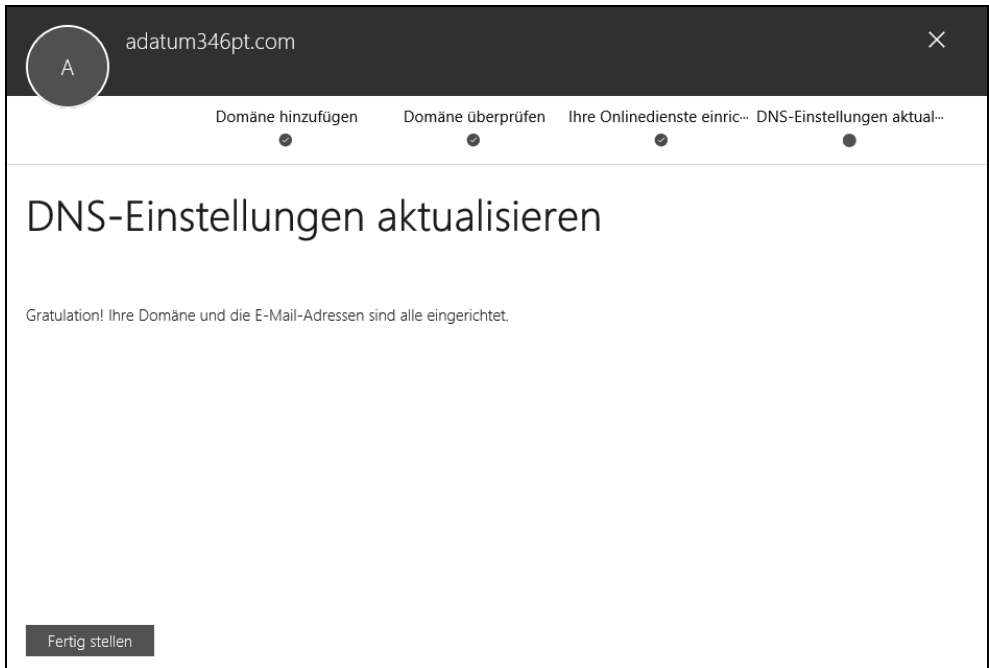 A
adatum346pt.com
Domäne hinzufügen
Domäne überprüfen
Ihre Onlinedienste einric...
DNS-Einstellungen aktual...
DNS-Einstellungen aktualisieren
Gratulation! Ihre Domäne und die E-Mail-Adressen sind alle eingerichtet.
Fertig stellen